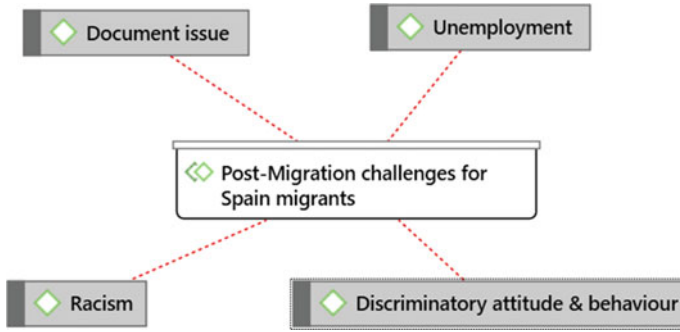 Document issue
Unemployment
Post-Migration challenges for
Spain migrants
Racism
Discriminatory attitude & behaviour